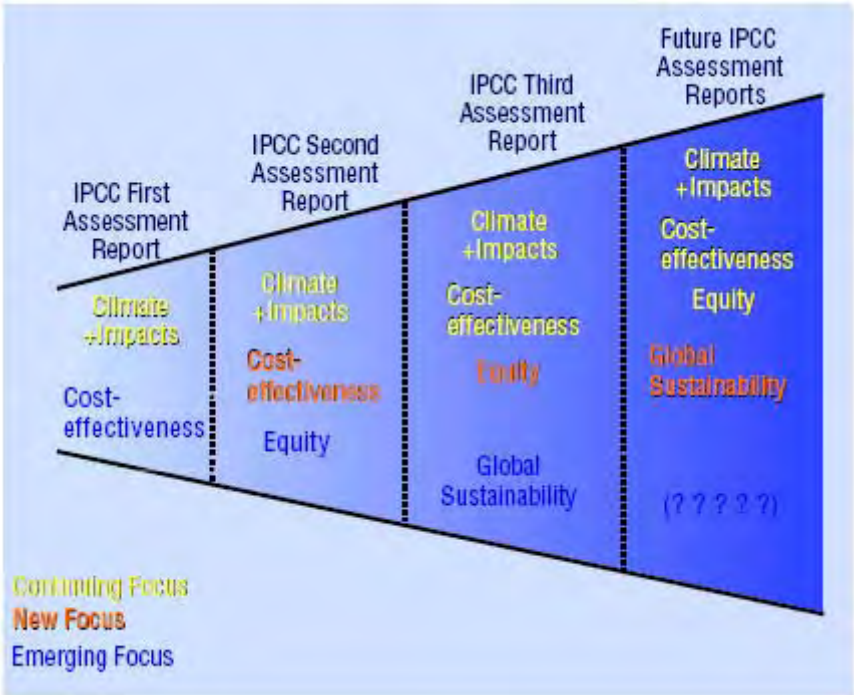 IPCC First
Assessment
Report
Climate
+Impacts
Cost-
effectiveness
IPCC Second
Assessment
Report
Climate
+Impacts
Cost-
effectiveness
Equity
IPCC Third
Assessment
Report
Climate
+Impacts
Cost-
effectiveness
Equity
Global
Sustainability
Future IPCC
Assessment
Reports
Climate
+Impacts
Cost-
effectiveness
Equity
Global
Sustainability
(? ? ? ? ?)
Continuing Focus
New Focus
Emerging Focus